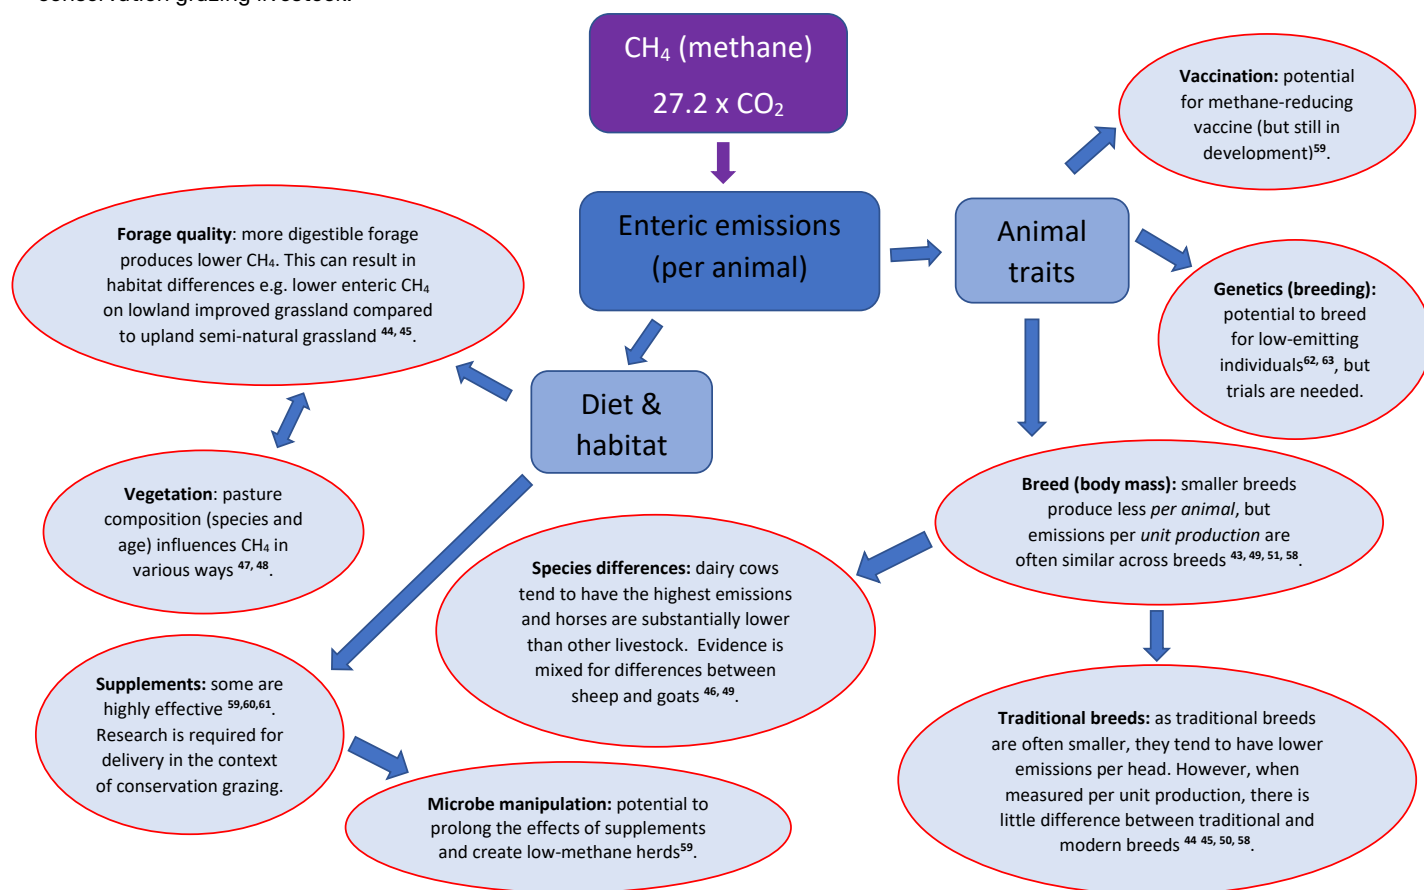 conservation grazing livestock.
CH₄ (methane)
27.2 x CO₂
Vaccination: potential
for methane-reducing
vaccine (but still in
development)⁵⁹.
Enteric emissions
(per animal)
Animal
traits
Forage quality: more digestible forage
produces lower CH₄. This can result in
habitat differences e.g. lower enteric CH₄
on lowland improved grassland compared
to upland semi-natural grassland ⁴⁴, ⁴⁵.
Genetics (breeding):
potential to breed
for low-emitting
individuals⁶², ⁶³, but
trials are needed.
Diet &
habitat
Vegetation: pasture
composition (species and
age) influences CH₄ in
various ways ⁴⁷, ⁴⁸.
Breed (body mass): smaller breeds
produce less per animal, but
emissions per unit production are
often similar across breeds ⁴³, ⁴⁹, ⁵¹, ⁵⁸.
Species differences: dairy cows
tend to have the highest emissions
and horses are substantially lower
than other livestock. Evidence is
mixed for differences between
sheep and goats ⁴⁶, ⁴⁹.
Supplements: some are
highly effective ⁵⁹,⁶⁰,⁶¹.
Research is required for
delivery in the context
of conservation grazing.
Traditional breeds: as traditional breeds
are often smaller, they tend to have lower
emissions per head. However, when
measured per unit production, there is
little difference between traditional and
modern breeds ⁴⁴ ⁴⁵, ⁵⁰, ⁵⁸.
Microbe manipulation: potential to
prolong the effects of supplements
and create low-methane herds⁵⁹.